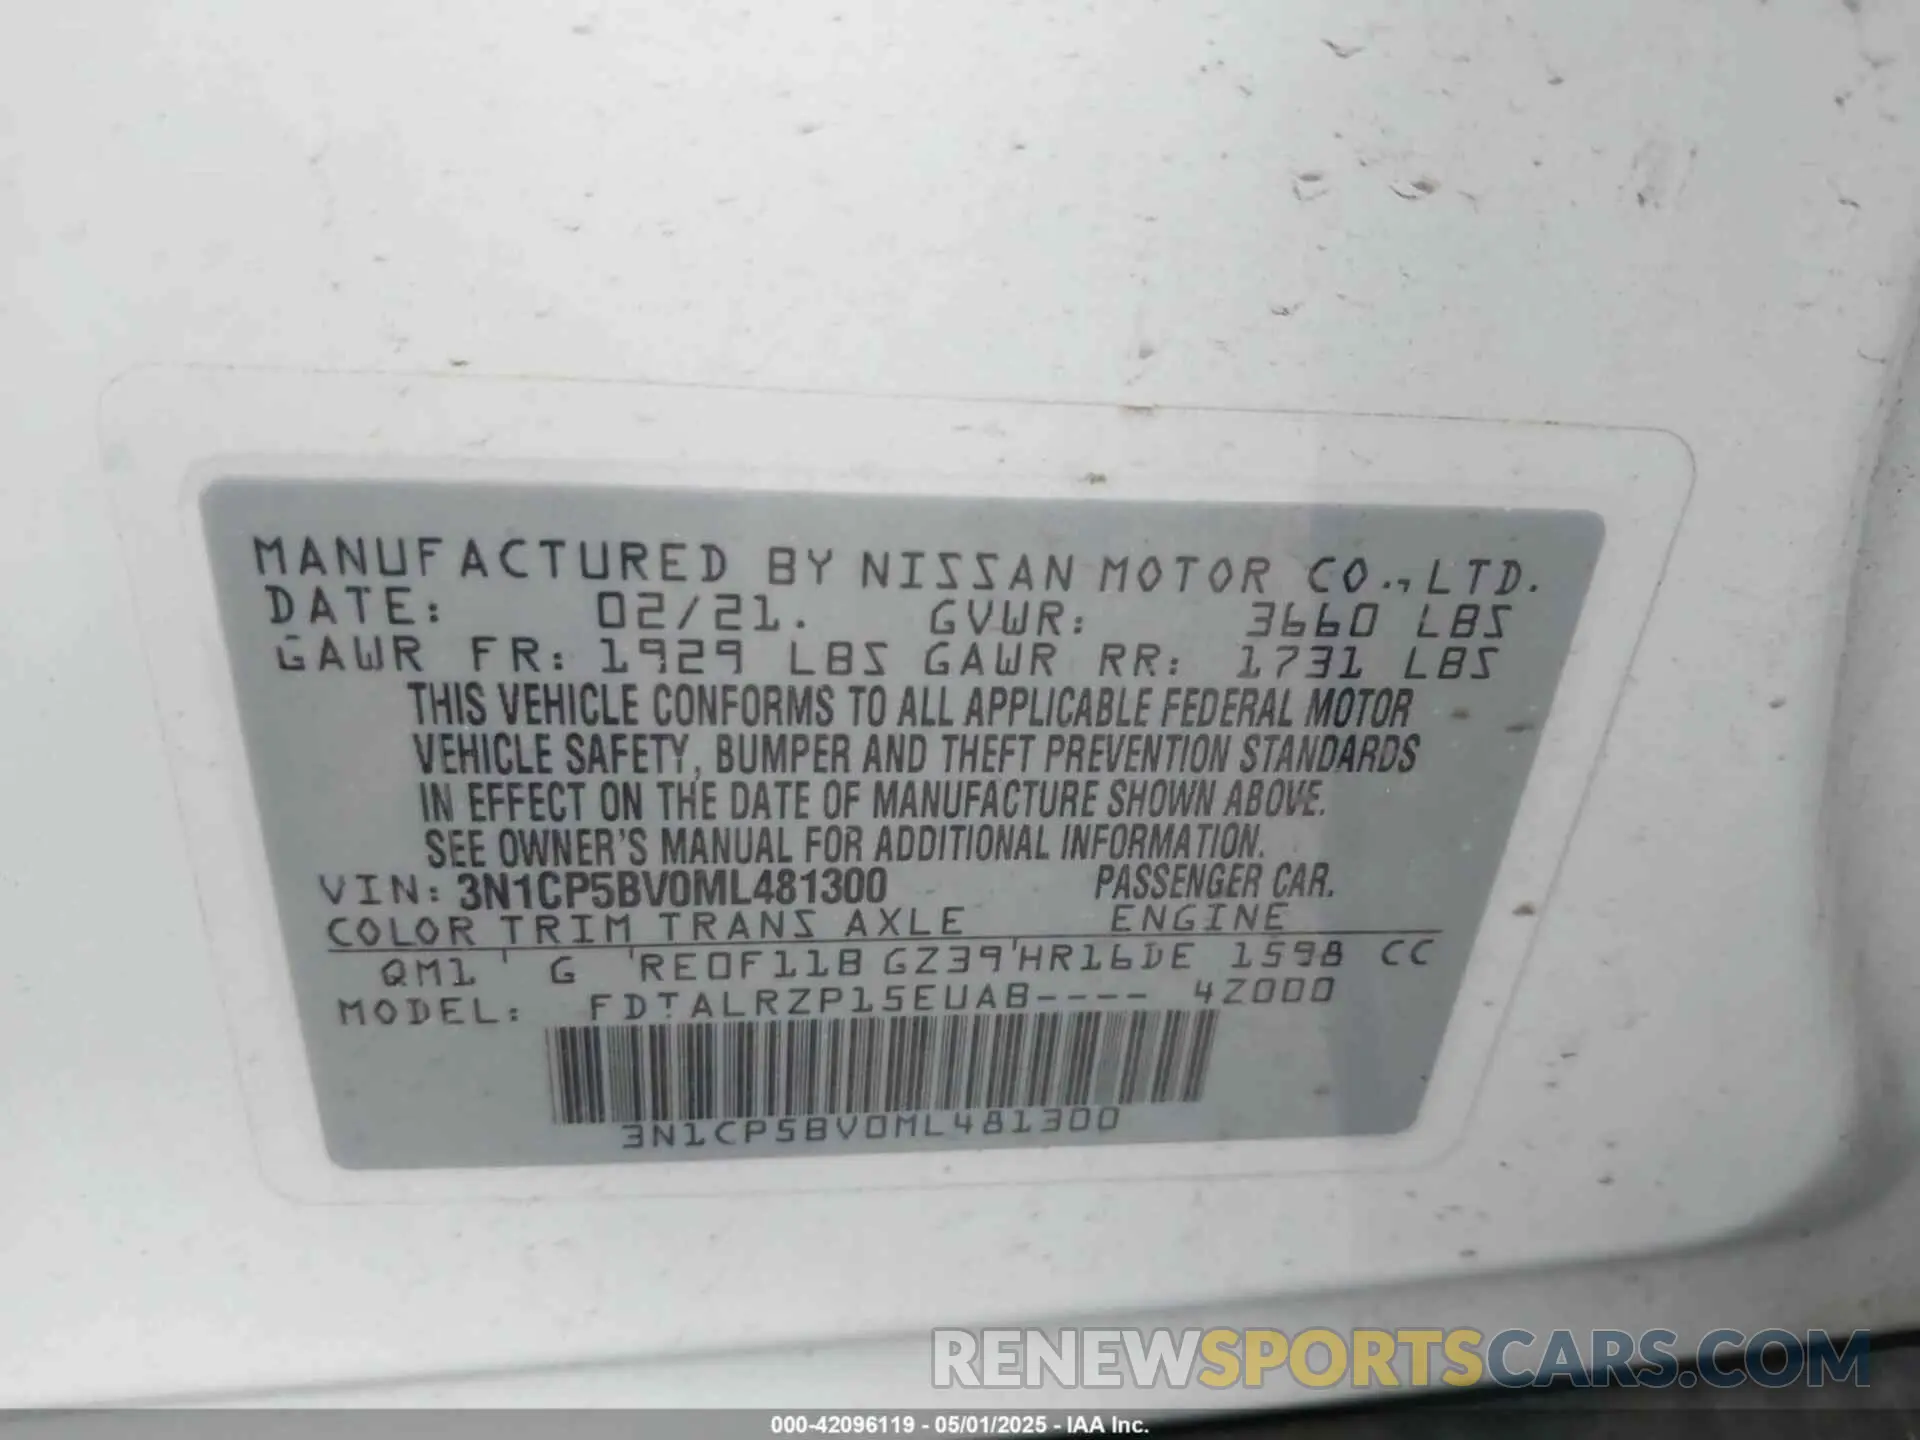 MANUFACTURED BY NISSAN MOTOR CO., LTD.
DATE: 02/21. GVWR: 3660 LBS
GAWR FR: 1929 LBS GAWR RR: 1731 LBS
THIS VEHICLE CONFORMS TO ALL APPLICABLE FEDERAL MOTOR
VEHICLE SAFETY, BUMPER AND THEFT PREVENTION STANDARDS
IN EFFECT ON THE DATE OF MANUFACTURE SHOWN ABOVE.
SEE OWNER'S MANUAL FOR ADDITIONAL INFORMATION.
VIN: 3N1CP5BV0ML481300 PASSENGER CAR.
COLOR TRIM TRANS AXLE ENGINE
QM1 ' G 'RE0F11B GZ39'HR16DE 1598 CC
MODEL: FDTALRZP15EUAB---- 4Z000
3N1CP5BV0ML481300
RENEWSPORTSCARS.COM
000-42096119 - 05/01/2025 - IAA Inc.